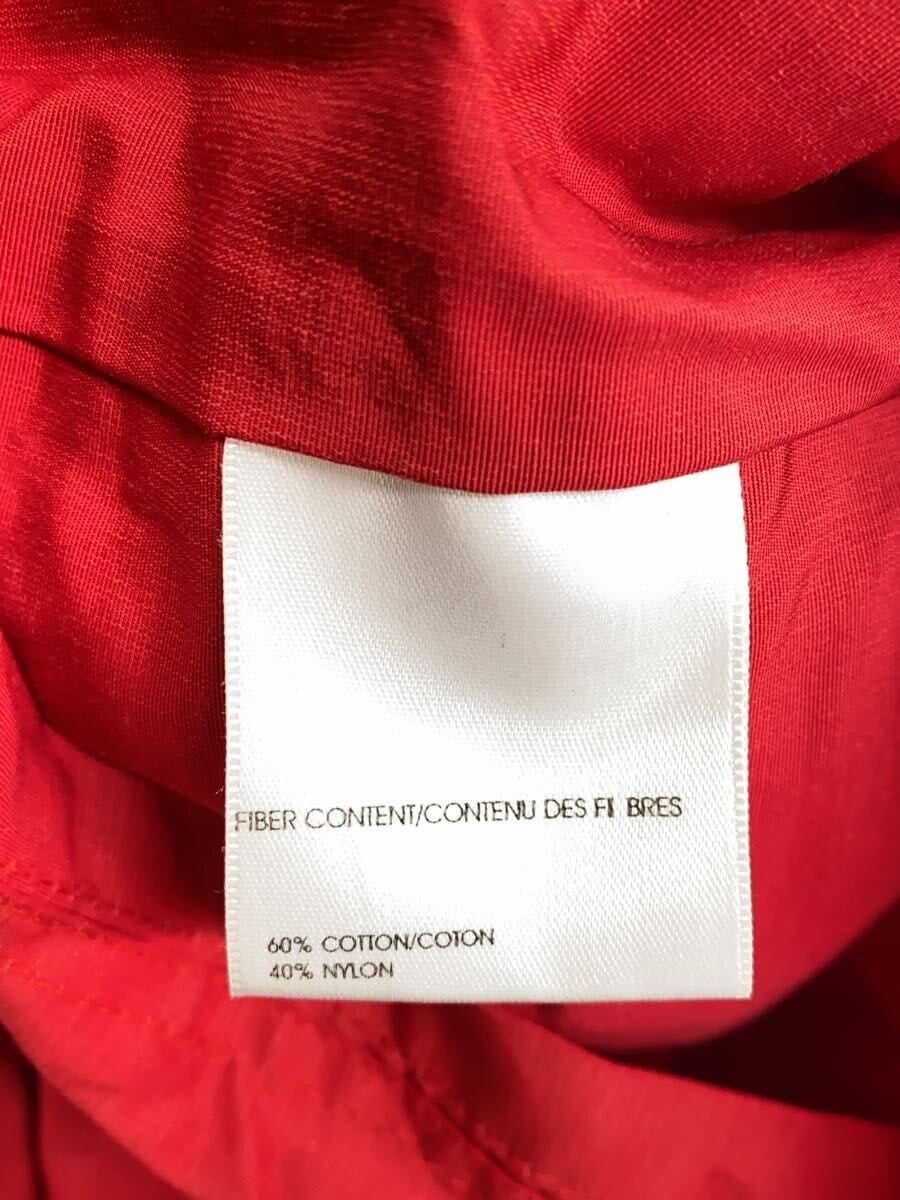 FIBER CONTENT/CONTENU DES FI BRES
60% COTTON/COTON
40% NYLON